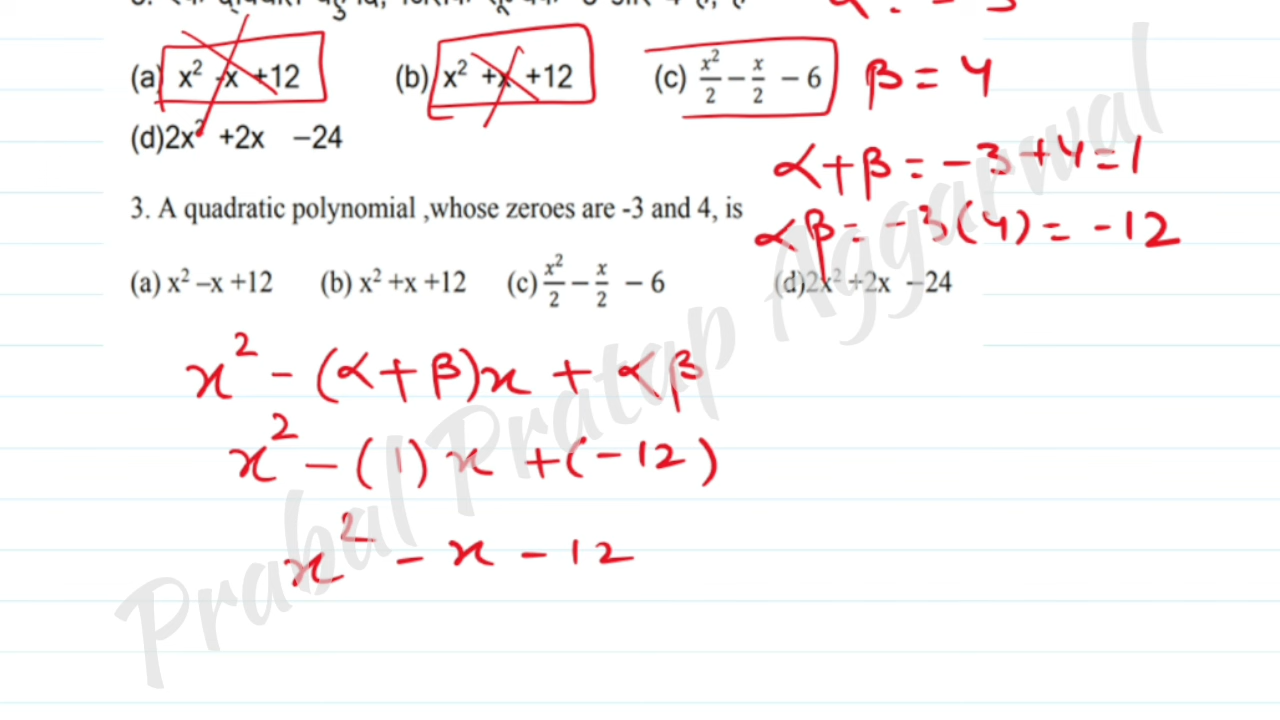 α = -3
(a) x² -x +12 (b) x² +x +12 (c) x²/2 − x/2 − 6 β = 4
(d)2x² +2x −24
α+β = -3+4=1
3. A quadratic polynomial ,whose zeroes are -3 and 4, is
αβ = -3(4) = -12
(a) x² –x +12 (b) x² +x +12 (c) x²/2 − x/2 − 6 (d)2x² +2x −24
x² - (α+β)x + αβ
x² - (1)x +(-12)
x² - x - 12
Prabal Pratap Aggarwal